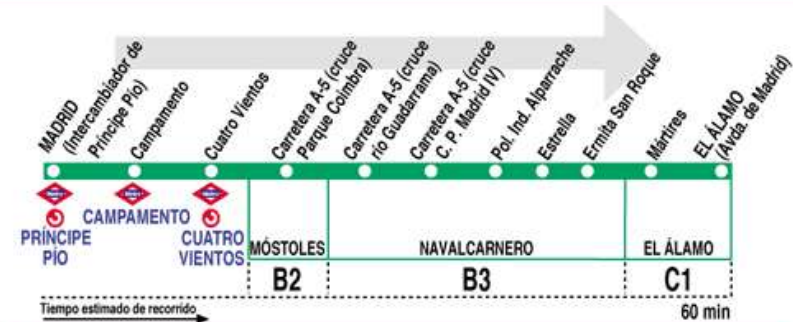 MADRID
(Intercambiador de
Príncipe Pío)
Campamento
Cuatro Vientos
Carretera A-5 (cruce
Parque Coimbra)
Carretera A-5 (cruce
río Guadarrama)
Carretera A-5 (cruce
C. P. Madrid IV)
Pol. Ind. Alparrache
Estrella
Ermita San Roque
Mártires
EL ÁLAMO
(Avda. de Madrid)
PRÍNCIPE
PÍO
CAMPAMENTO
CUATRO
VIENTOS
MÓSTOLES
NAVALCARNERO
EL ÁLAMO
B2
B3
C1
Tiempo estimado de recorrido
60 min